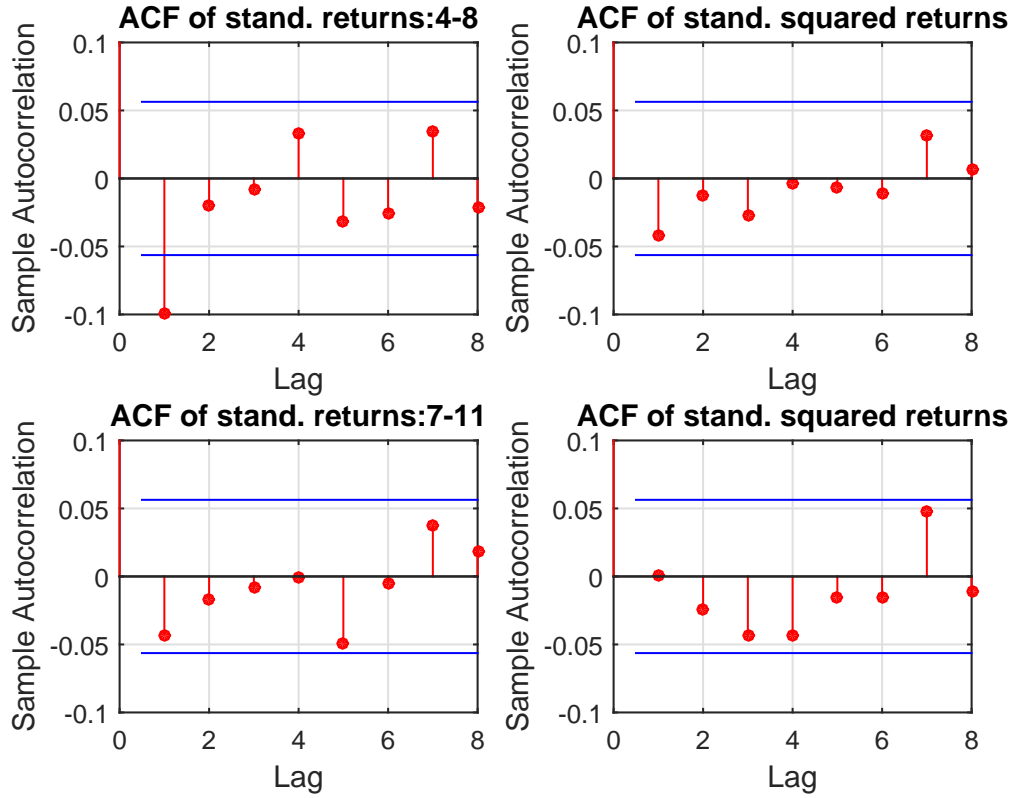 ACF of stand. returns:4-8
Sample Autocorrelation
0.1
0.05
0
-0.05
-0.1
0 2 4 6 8
Lag
ACF of stand. squared returns
Sample Autocorrelation
0.1
0.05
0
-0.05
-0.1
0 2 4 6 8
Lag
ACF of stand. returns:7-11
Sample Autocorrelation
0.1
0.05
0
-0.05
-0.1
0 2 4 6 8
Lag
ACF of stand. squared returns
Sample Autocorrelation
0.1
0.05
0
-0.05
-0.1
0 2 4 6 8
Lag